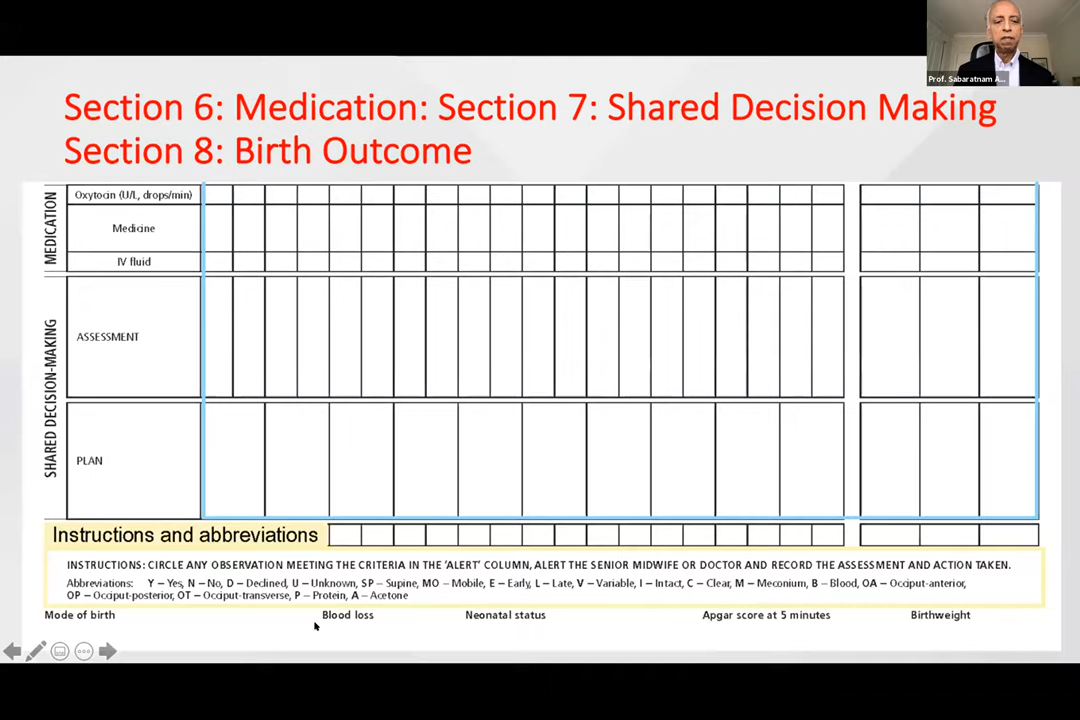 Prof. Sabaratnam A...
Section 6: Medication: Section 7: Shared Decision Making
Section 8: Birth Outcome
MEDICATION
Oxytocin (U/L, drops/min)
Medicine
IV fluid
SHARED DECISION-MAKING
ASSESSMENT
PLAN
Instructions and abbreviations
INSTRUCTIONS: CIRCLE ANY OBSERVATION MEETING THE CRITERIA IN THE 'ALERT' COLUMN, ALERT THE SENIOR MIDWIFE OR DOCTOR AND RECORD THE ASSESSMENT AND ACTION TAKEN.
Abbreviations: Y – Yes, N – No, D – Declined, U – Unknown, SP – Supine, MO – Mobile, E – Early, L – Late, V – Variable, I – Intact, C – Clear, M – Meconium, B – Blood, OA – Occiput-anterior,
OP – Occiput-posterior, OT – Occiput-transverse, P – Protein, A – Acetone
Mode of birth Blood loss Neonatal status Apgar score at 5 minutes Birthweight